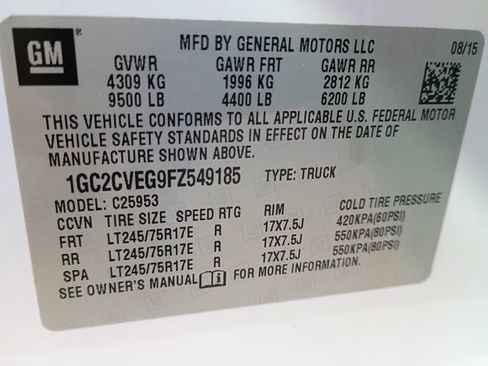 GM
MFD BY GENERAL MOTORS LLC 08/15
GVWR GAWR FRT GAWR RR
4309 KG 1996 KG 2812 KG
9500 LB 4400 LB 6200 LB
THIS VEHICLE CONFORMS TO ALL APPLICABLE U.S. FEDERAL MOTOR
VEHICLE SAFETY STANDARDS IN EFFECT ON THE DATE OF
MANUFACTURE SHOWN ABOVE.
1GC2CVEG9FZ549185 TYPE: TRUCK
MODEL: C25953
CCVN TIRE SIZE SPEED RTG RIM COLD TIRE PRESSURE
FRT LT245/75R17E R 17X7.5J 420KPA(60PSI)
RR LT245/75R17E R 17X7.5J 550KPA(80PSI)
SPA LT245/75R17E R 17X7.5J 550KPA(80PSI)
SEE OWNER'S MANUAL FOR MORE INFORMATION.